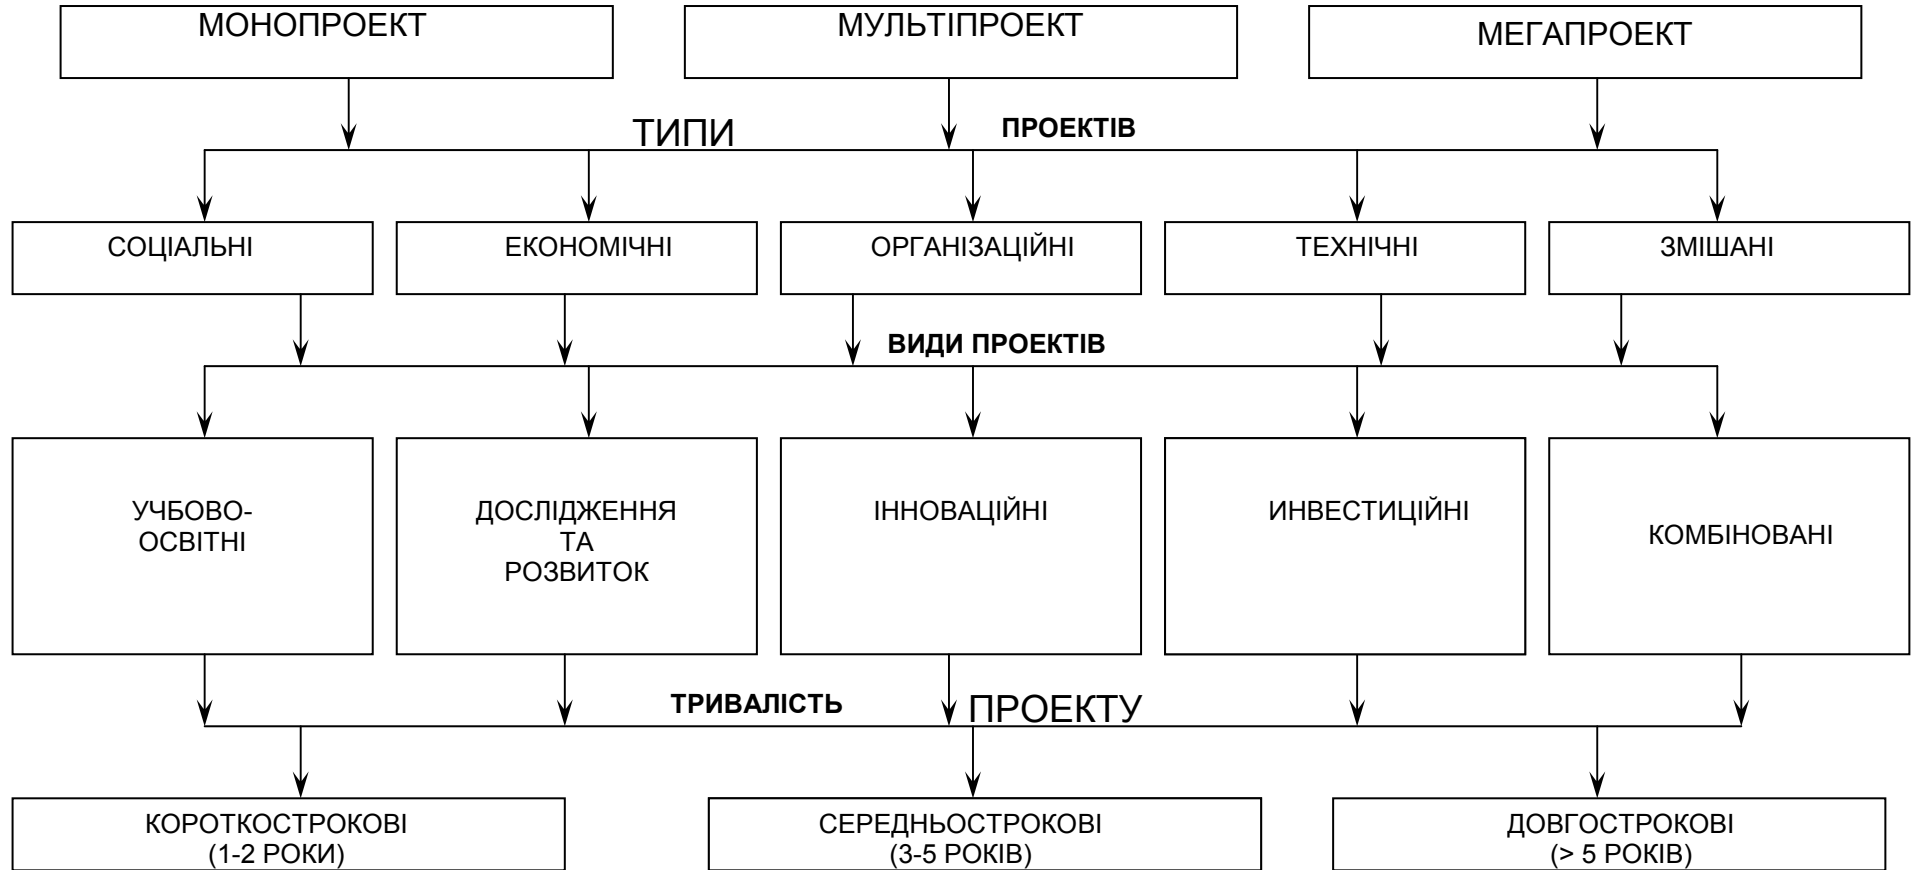 МОНОПРОЕКТ
МУЛЬТІПРОЕКТ
МЕГАПРОЕКТ
ТИПИ ПРОЕКТІВ
СОЦІАЛЬНІ
ЕКОНОМІЧНІ
ОРГАНІЗАЦІЙНІ
ТЕХНІЧНІ
ЗМІШАНІ
ВИДИ ПРОЕКТІВ
УЧБОВО-
ОСВІТНІ
ДОСЛІДЖЕННЯ
ТА
РОЗВИТОК
ІННОВАЦІЙНІ
ИНВЕСТИЦІЙНІ
КОМБІНОВАНІ
ТРИВАЛІСТЬ ПРОЕКТУ
КОРОТКОСТРОКОВІ
(1-2 РОКИ)
СЕРЕДНЬОСТРОКОВІ
(3-5 РОКІВ)
ДОВГОСТРОКОВІ
(> 5 РОКІВ)